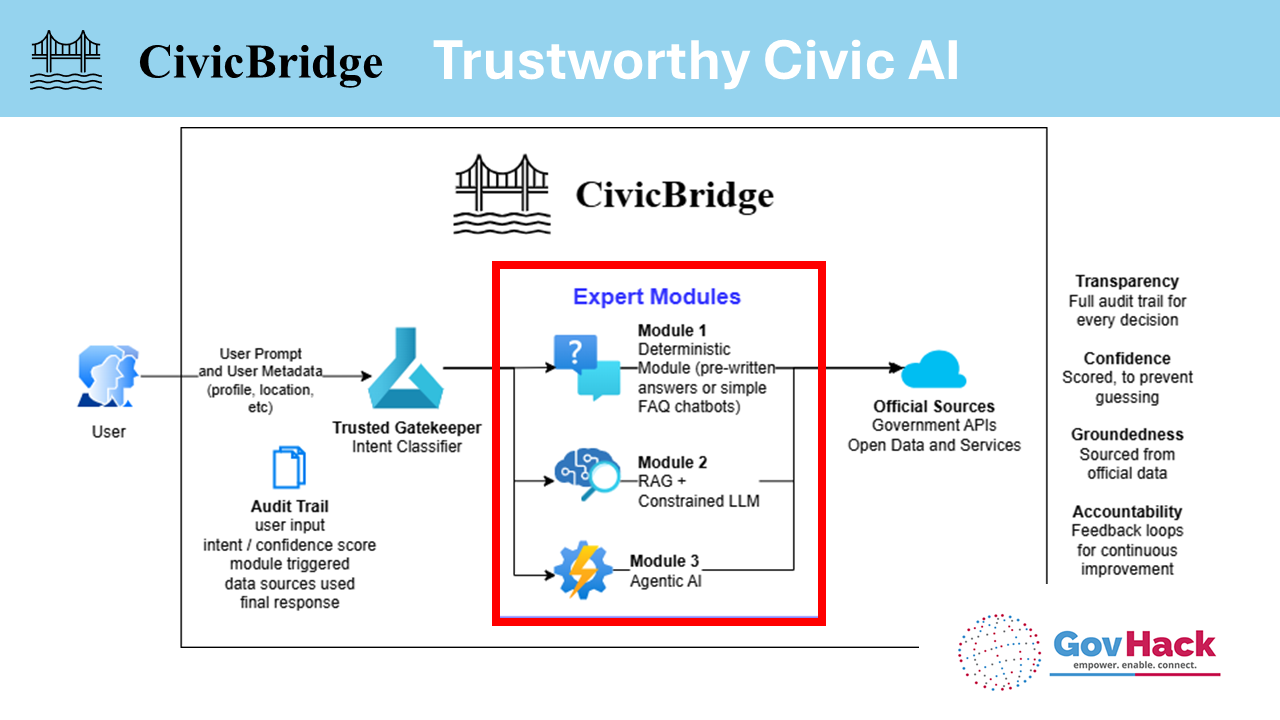 CivicBridge
Trustworthy Civic AI
CivicBridge
Expert Modules
User
User Prompt
and User Metadata
(profile, location,
etc)
Trusted Gatekeeper
Intent Classifier
Audit Trail
user input
intent / confidence score
module triggered
data sources used
final response
Module 1
Deterministic
Module (pre-written
answers or simple
FAQ chatbots)
Module 2
RAG +
Constrained LLM
Module 3
Agentic AI
Official Sources
Government APIs
Open Data and Services
Transparency
Full audit trail for
every decision
Confidence
Scored, to prevent
guessing
Groundedness
Sourced from
official data
Accountability
Feedback loops
for continuous
improvement
GovHack
empower. enable. connect.